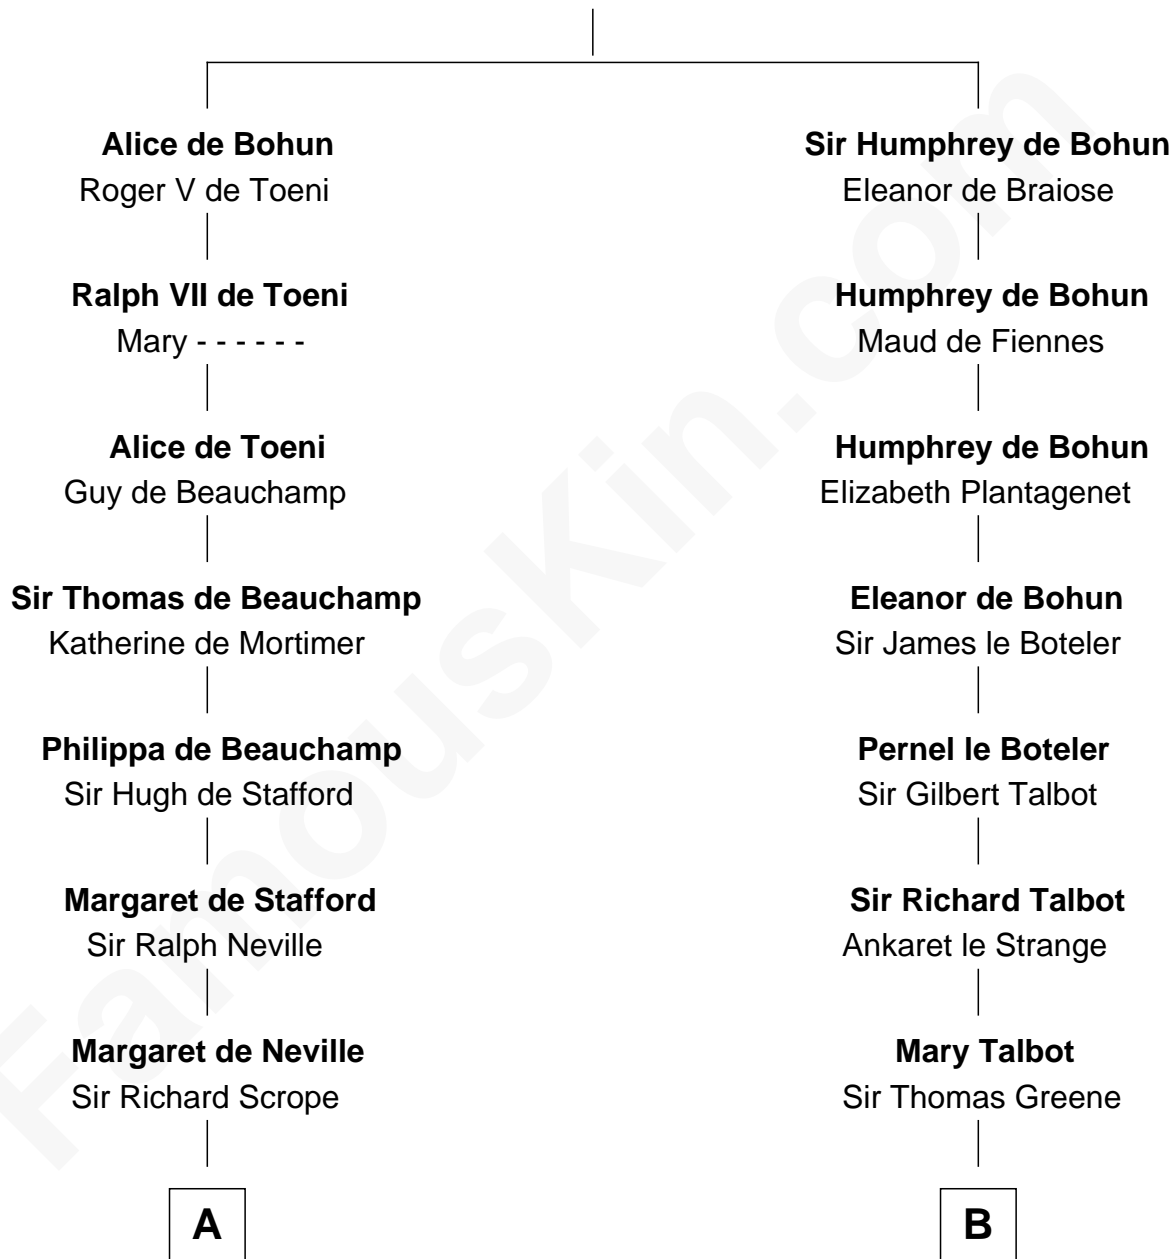 Alice de Bohun
Roger V de Toeni
Ralph VII de Toeni
Mary - - - - - -
Alice de Toeni
Guy de Beauchamp
Sir Thomas de Beauchamp
Katherine de Mortimer
Philippa de Beauchamp
Sir Hugh de Stafford
Margaret de Stafford
Sir Ralph Neville
Margaret de Neville
Sir Richard Scrope
A
Sir Humphrey de Bohun
Eleanor de Braiose
Humphrey de Bohun
Maud de Fiennes
Humphrey de Bohun
Elizabeth Plantagenet
Eleanor de Bohun
Sir James le Boteler
Pernel le Boteler
Sir Gilbert Talbot
Sir Richard Talbot
Ankaret le Strange
Mary Talbot
Sir Thomas Greene
B
FamousKin.com